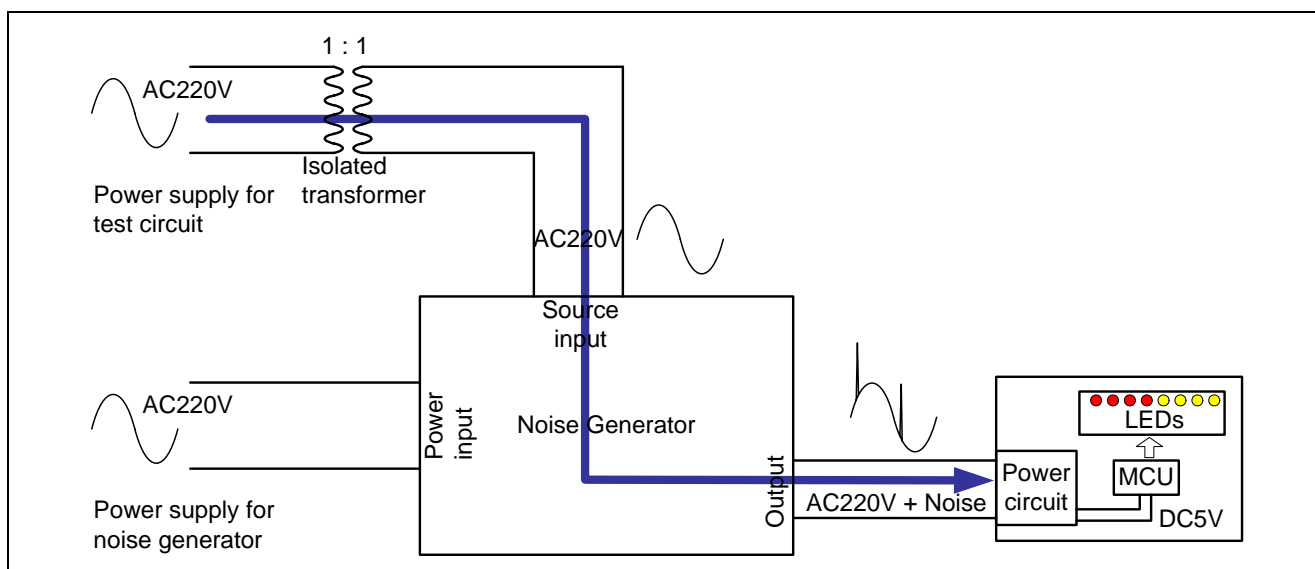 1 : 1
AC220V
Isolated
transformer
Power supply for
test circuit
AC220V
Source
input
AC220V
Power
input
Noise Generator
Output
AC220V + Noise
Power supply for
noise generator
LEDs
Power
circuit
MCU
DC5V